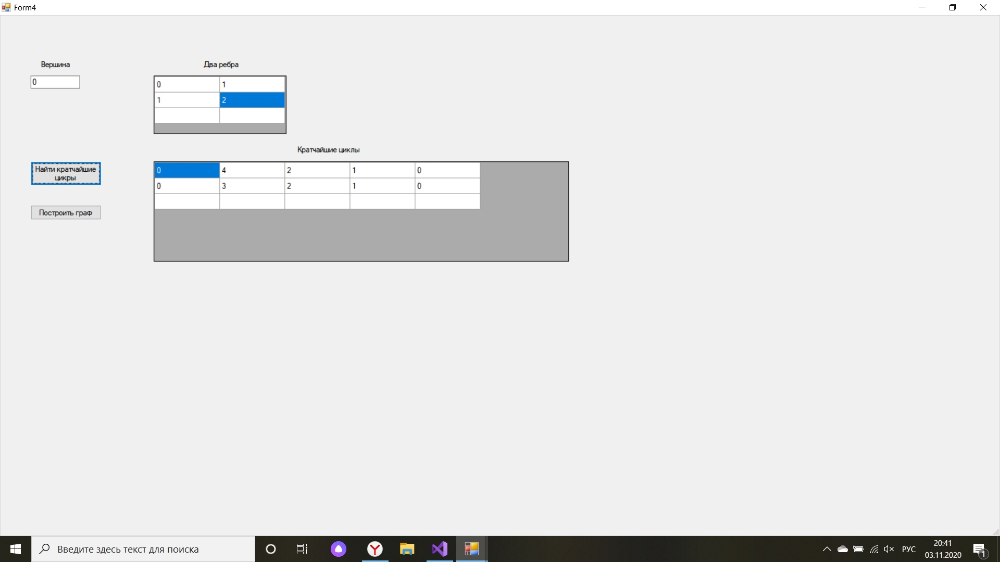 Form4
Вершина
Два ребра
0
0 1
1 2
Кратчайшие циклы
Найти кратчайшие
цикры
0 4 2 1 0
0 3 2 1 0
Построить граф
Введите здесь текст для поиска
РУС
20:41
03.11.2020
1